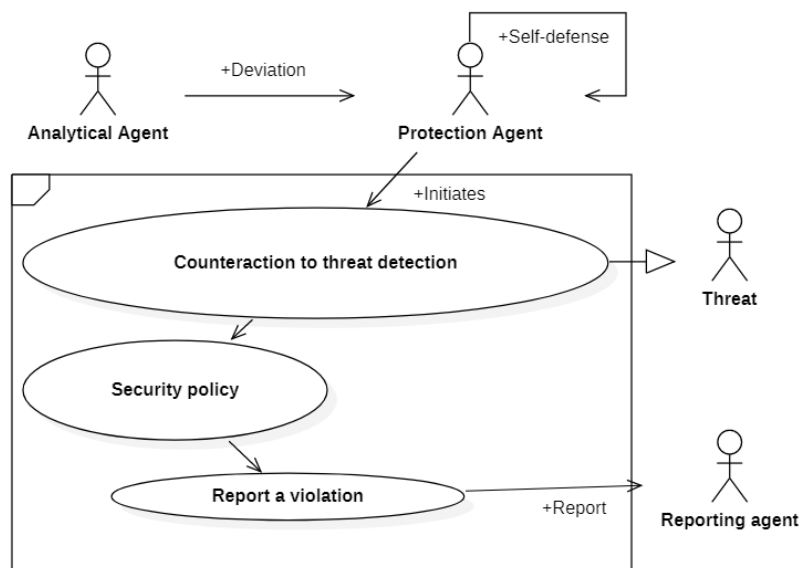 +Self-defense
+Deviation
Analytical Agent
Protection Agent
+Initiates
Counteraction to threat detection
Threat
Security policy
Report a violation
+Report
Reporting agent